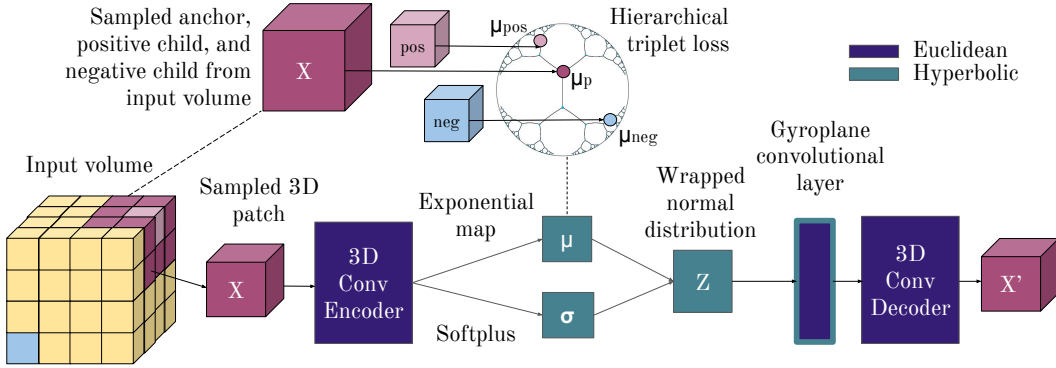 Sampled anchor,
positive child, and
negative child from
input volume
X
pos
neg
μpos
μp
μneg
Hierarchical
triplet loss
Euclidean
Hyperbolic
Input volume
Sampled 3D
patch
X
3D
Conv
Encoder
Exponential
map
Softplus
μ
σ
Wrapped
normal
distribution
Z
Gyroplane
convolutional
layer
3D
Conv
Decoder
X'